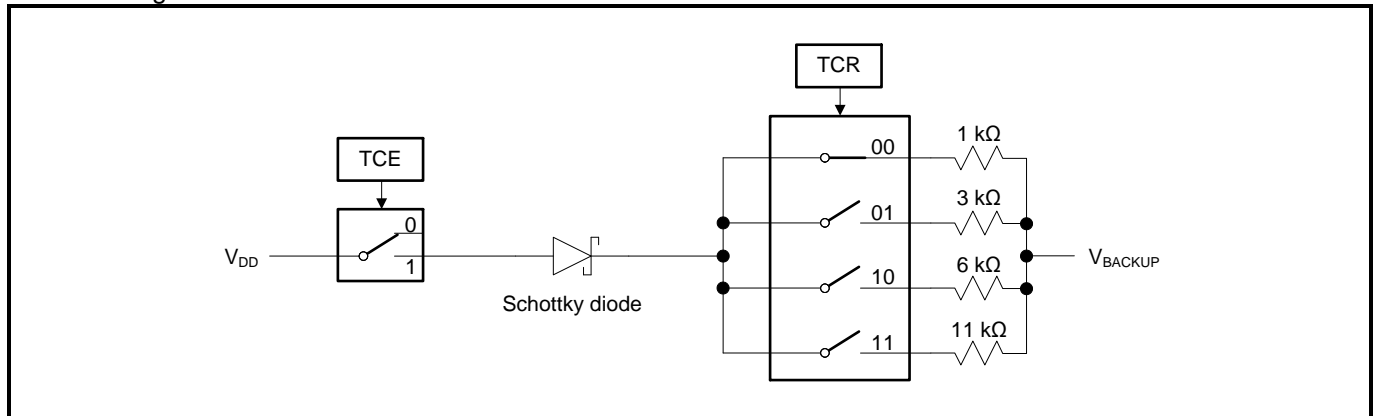 TCR
TCE
00
1 kΩ
01
3 kΩ
0
1
VDD
VBACKUP
10
6 kΩ
Schottky diode
11
11 kΩ